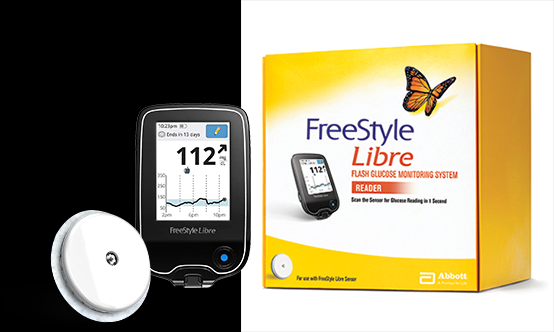 10:23pm
Ends in 13 days
112
mg
dL
350
250
150
50
2pm 6pm 10pm
FreeStyle Libre
FreeStyle
Libre
FLASH GLUCOSE MONITORING SYSTEM
READER
112
Scan the Sensor for Glucose Reading in 1 Second
For use with FreeStyle Libre Sensor
Abbott